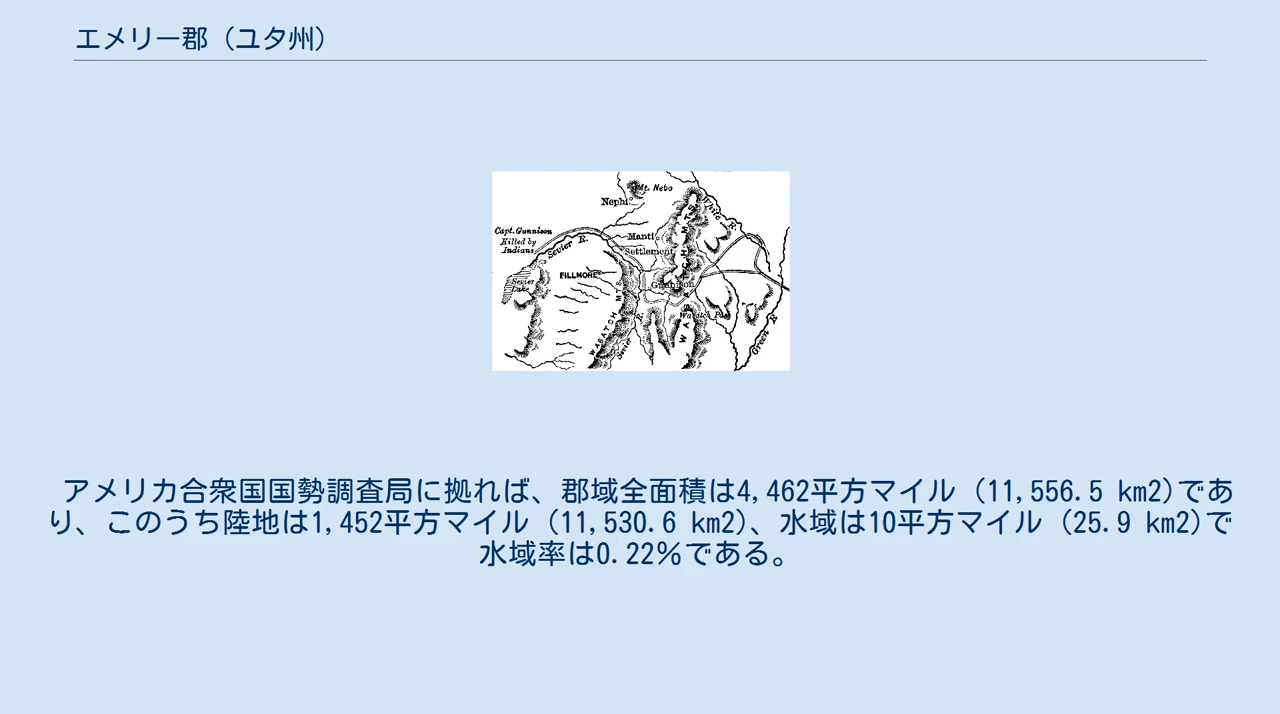 エメリー郡（ユタ州）
Mt. Nebo
Nephi
Capt. Gunnison
Killed by
Indians
Sevier R.
Manti
Settlement
FILLMORE
Sevier
Lake
Gunnison
WASATCH MTS
Sevier R.
Wasatch Pass
Green R
アメリカ合衆国国勢調査局に拠れば、郡域全面積は4,462平方マイル (11,556.5 km2)であ
り、このうち陸地は1,452平方マイル (11,530.6 km2)、水域は10平方マイル (25.9 km2)で
水域率は0.22%である。